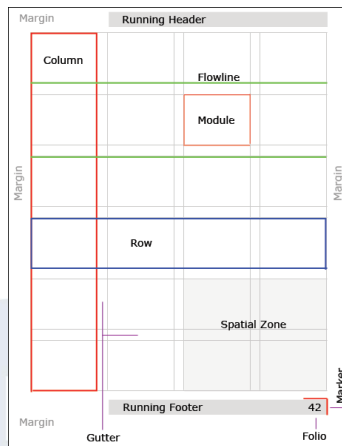 Margin
Running Header
Column
Flowline
Module
Margin
Margin
Row
Spatial Zone
Marker
Running Footer
42
Margin
Gutter
Folio